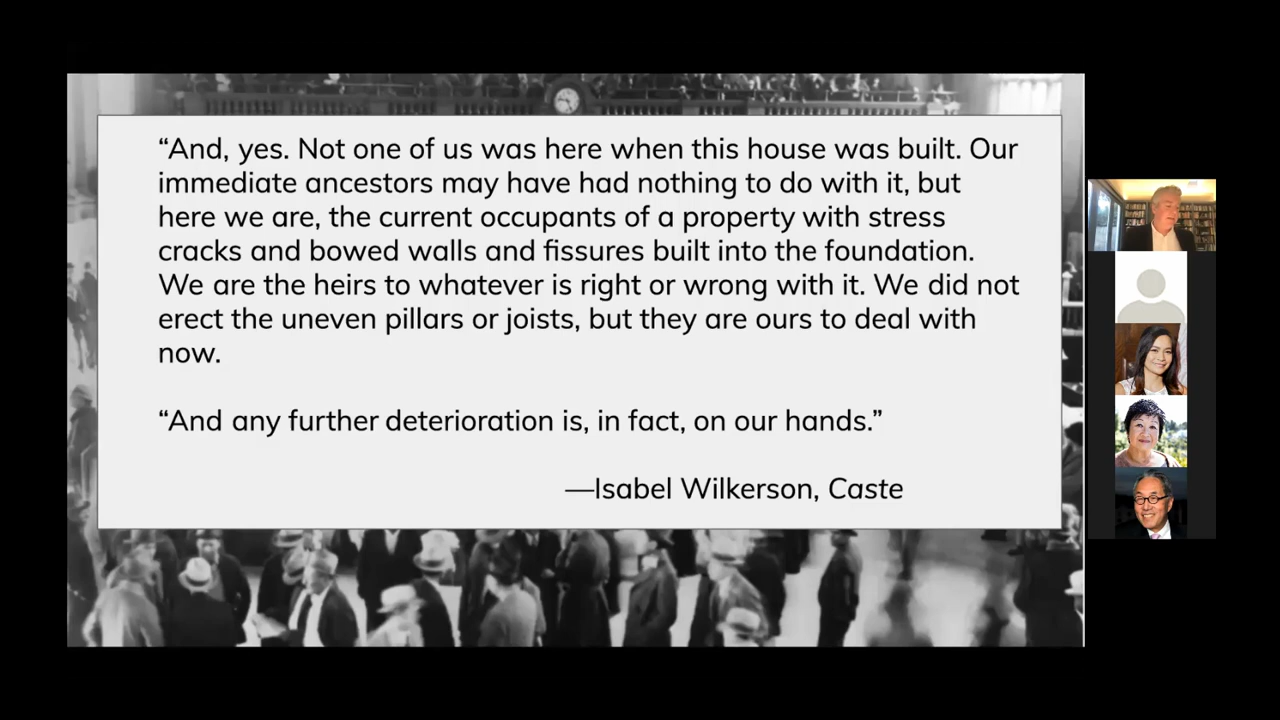 “And, yes. Not one of us was here when this house was built. Our
immediate ancestors may have had nothing to do with it, but
here we are, the current occupants of a property with stress
cracks and bowed walls and fissures built into the foundation.
We are the heirs to whatever is right or wrong with it. We did not
erect the uneven pillars or joists, but they are ours to deal with
now.
“And any further deterioration is, in fact, on our hands.”
—Isabel Wilkerson, Caste